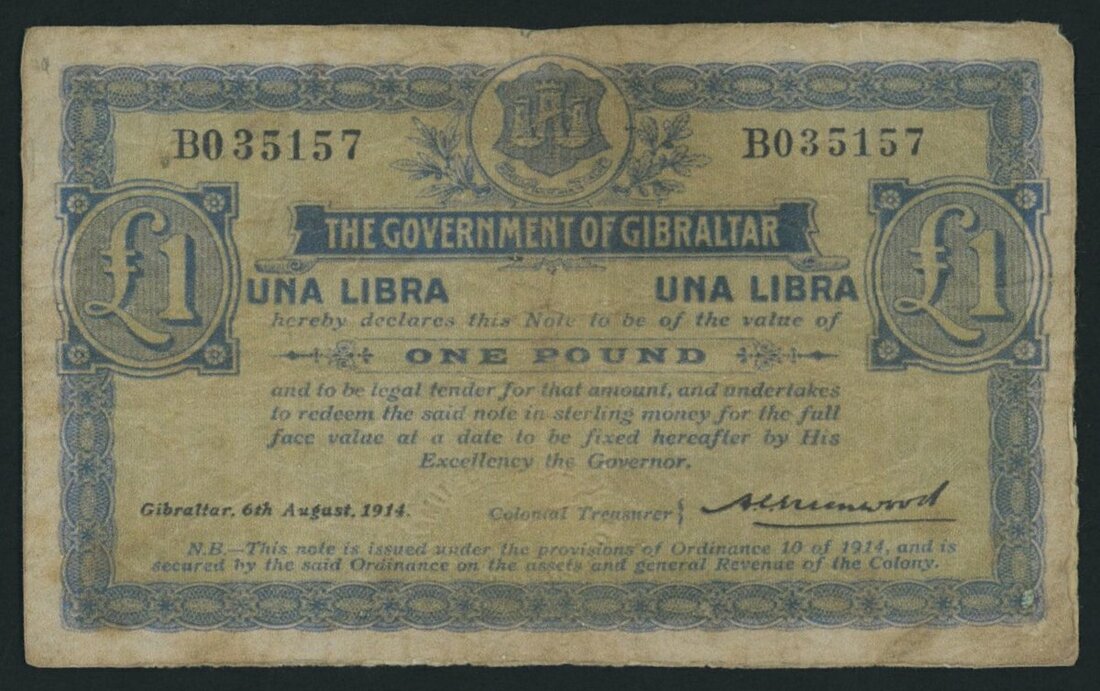 B035157 B035157
THE GOVERNMENT OF GIBRALTAR
£1 £1
UNA LIBRA UNA LIBRA
hereby declares this Note to be of the value of
ONE POUND
and to be legal tender for that amount, and undertakes
to redeem the said note in sterling money for the full
face value at a date to be fixed hereafter by His
Excellency the Governor.
Gibraltar, 6th August, 1914. Colonial Treasurer}
N.B.—This note is issued under the provisions of Ordinance 10 of 1914, and is
secured by the said Ordinance on the assets and general Revenue of the Colony.